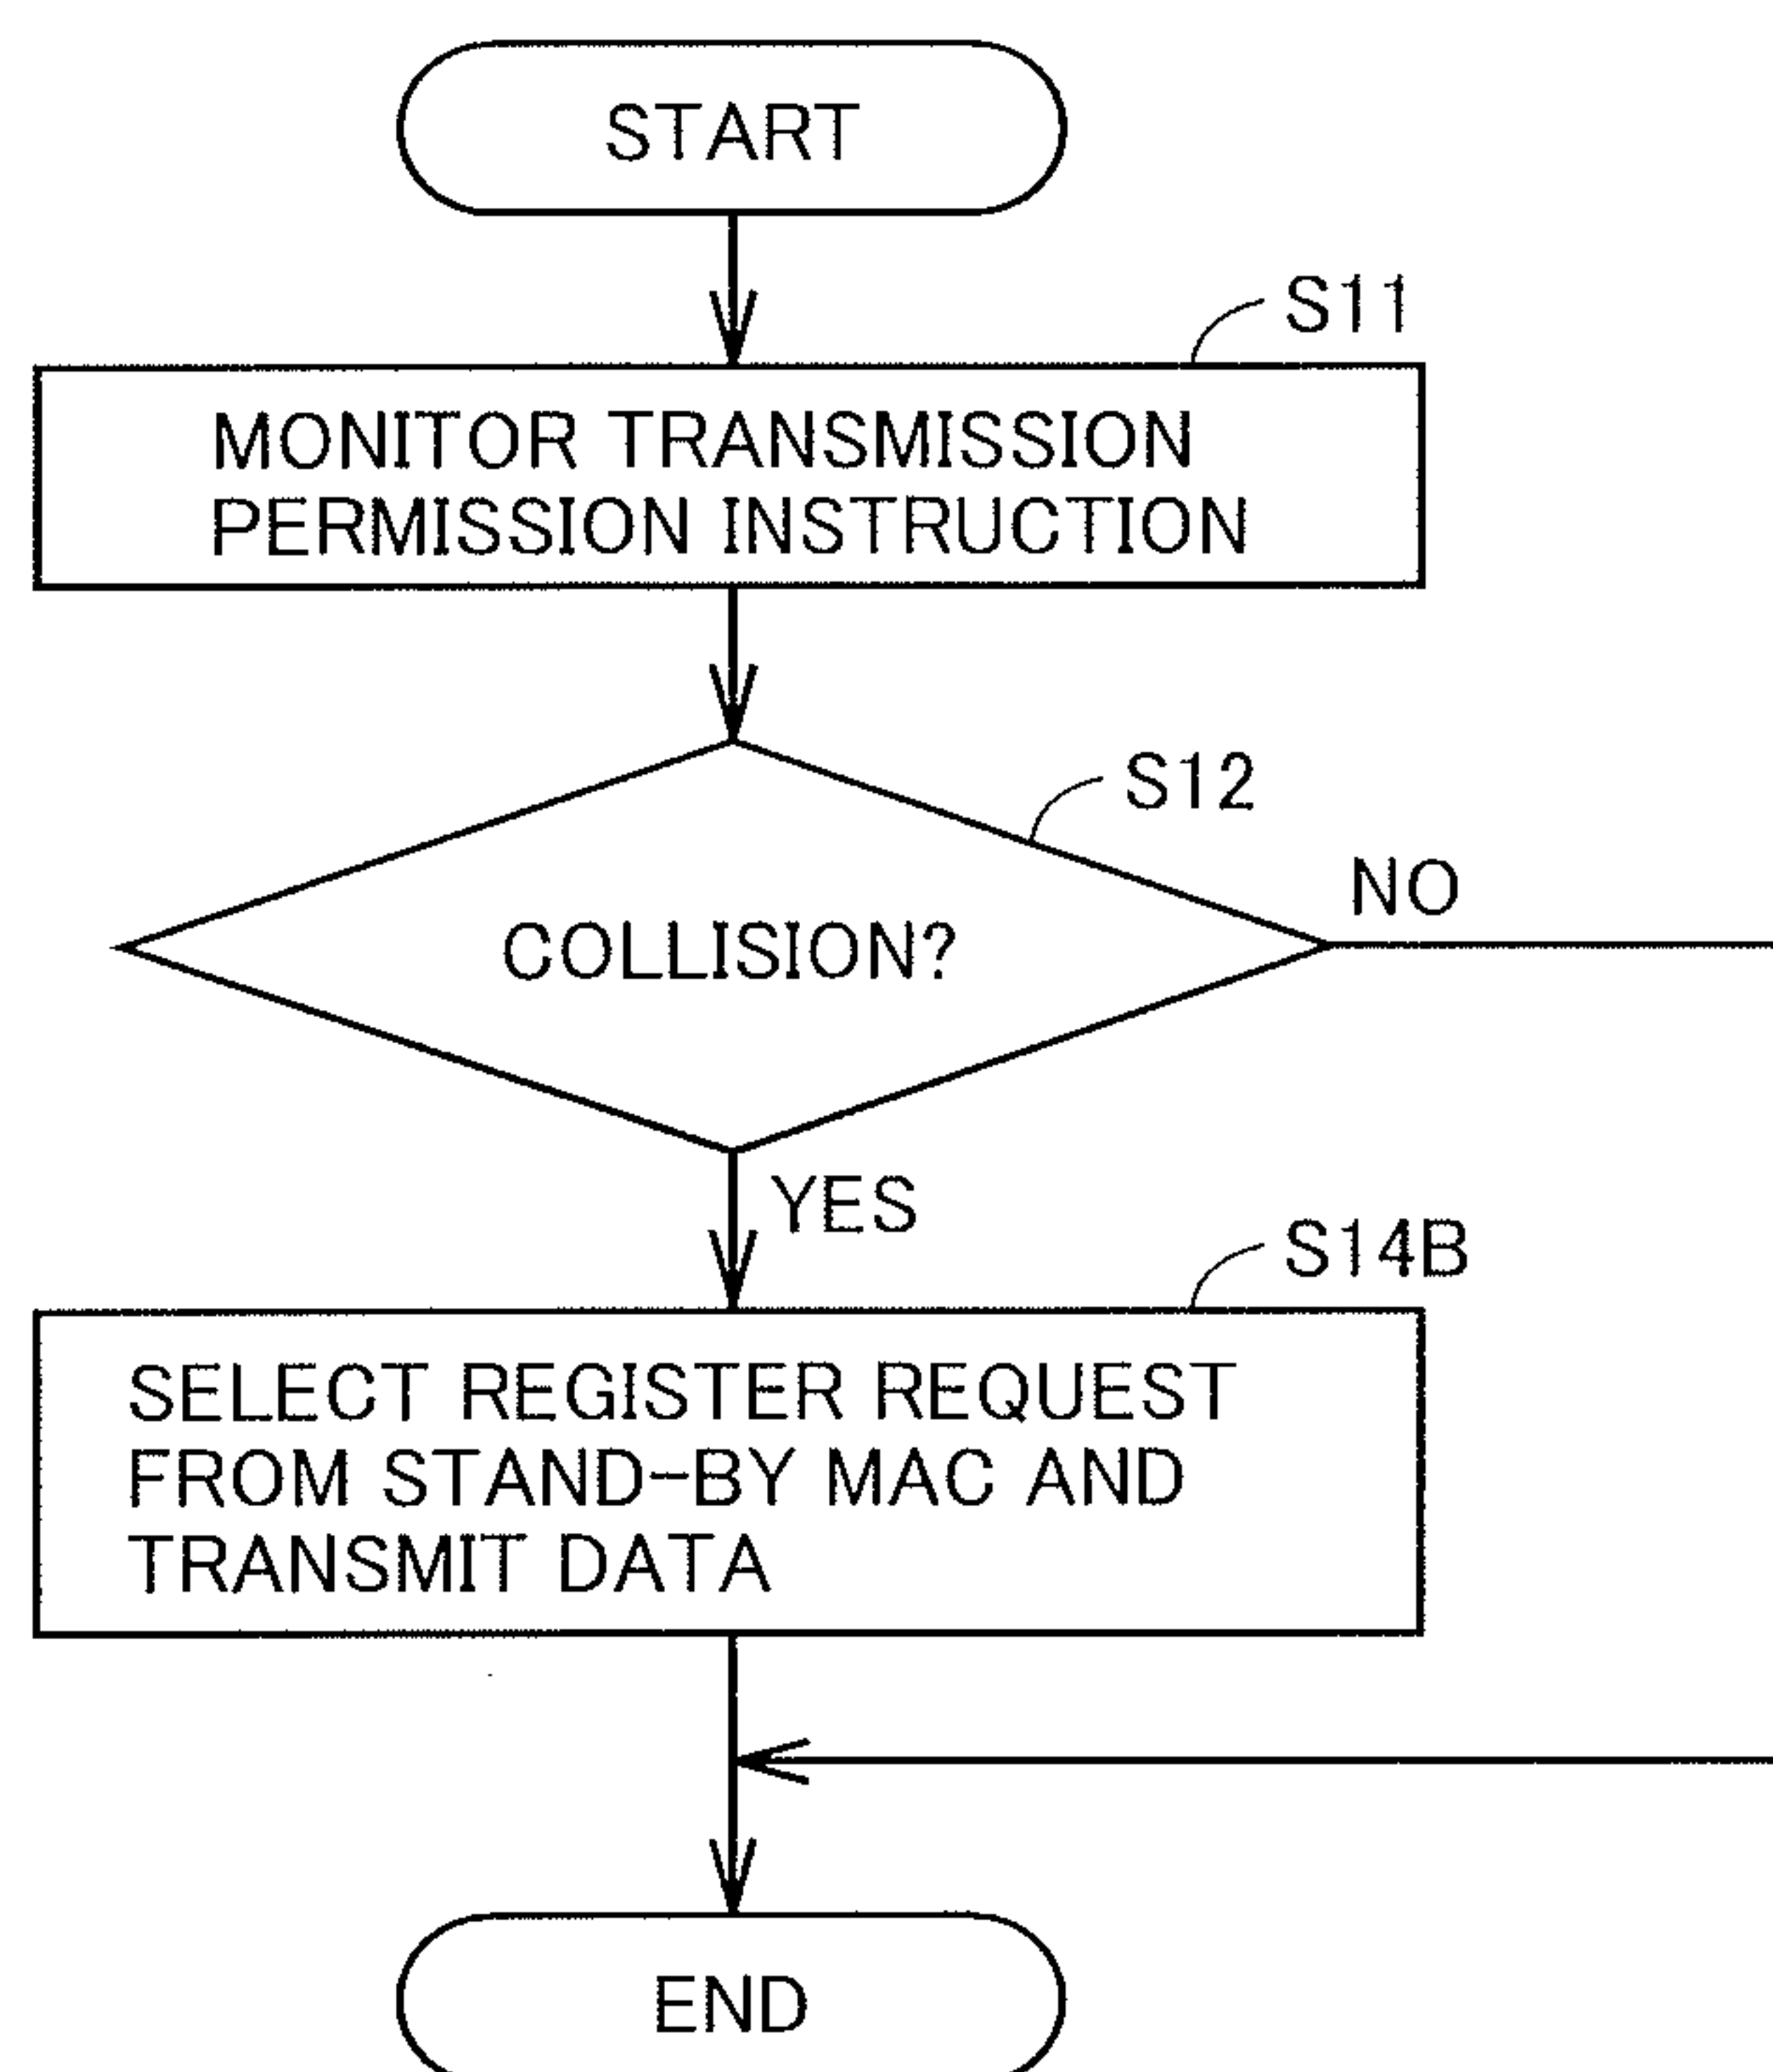 START
S11
MONITOR TRANSMISSION
PERMISSION INSTRUCTION
S12
NO
COLLISION?
YES
S14B
SELECT REGISTER REQUEST
FROM STAND-BY MAC AND
TRANSMIT DATA
END